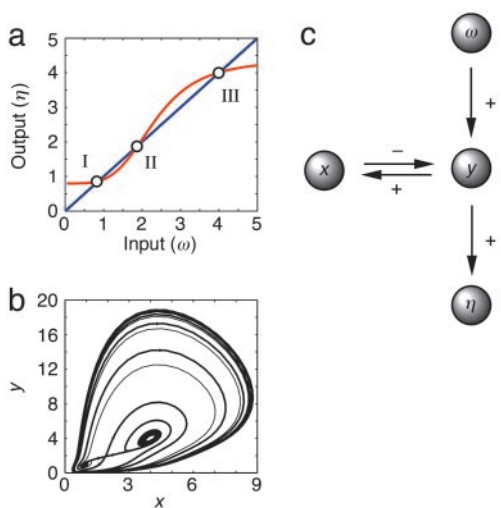 a
5
4
3
2
1
0
Output (η)
I
II
III
0 1 2 3 4 5
Input (ω)
b
20
16
12
8
4
0
y
0 3 6 9
x
c
ω
+
−
x
y
+
+
η